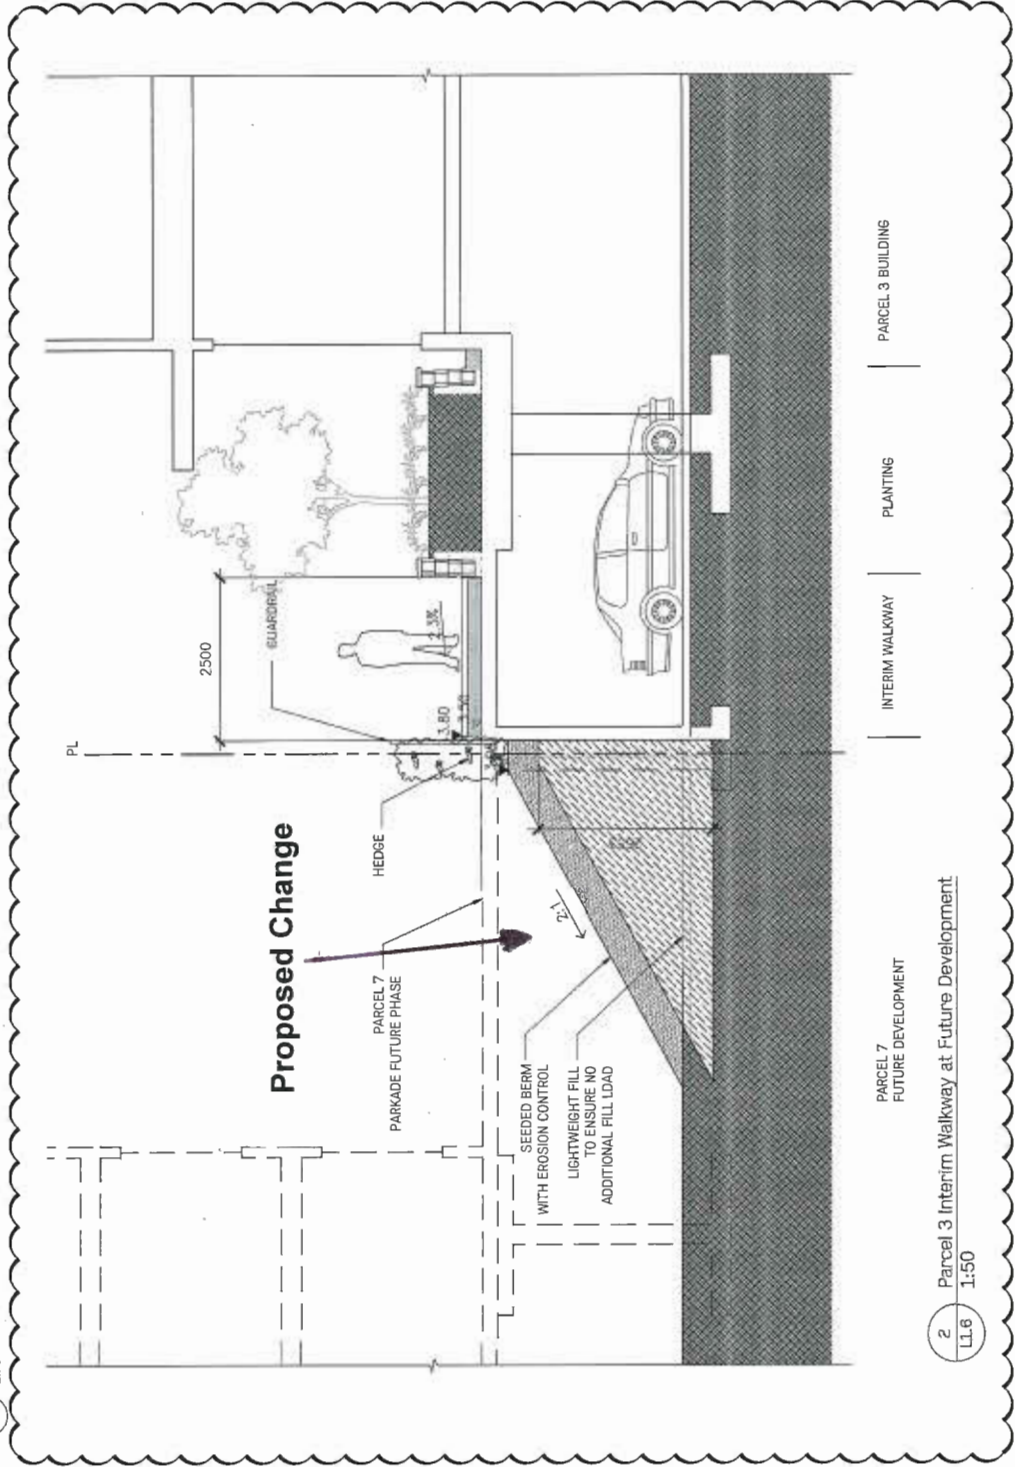 PL
2500
GUARDRAIL
2.3%
3.80
3.50
HEDGE
Proposed Change
PARCEL 7
PARKADE FUTURE PHASE
2:1
SEEDED BERM
WITH EROSION CONTROL
LIGHTWEIGHT FILL
TO ENSURE NO
ADDITIONAL FILL LOAD
PARCEL 7
FUTURE DEVELOPMENT
INTERIM WALKWAY
PLANTING
PARCEL 3 BUILDING
2
L1.6
Parcel 3 Interim Walkway at Future Development
1:50